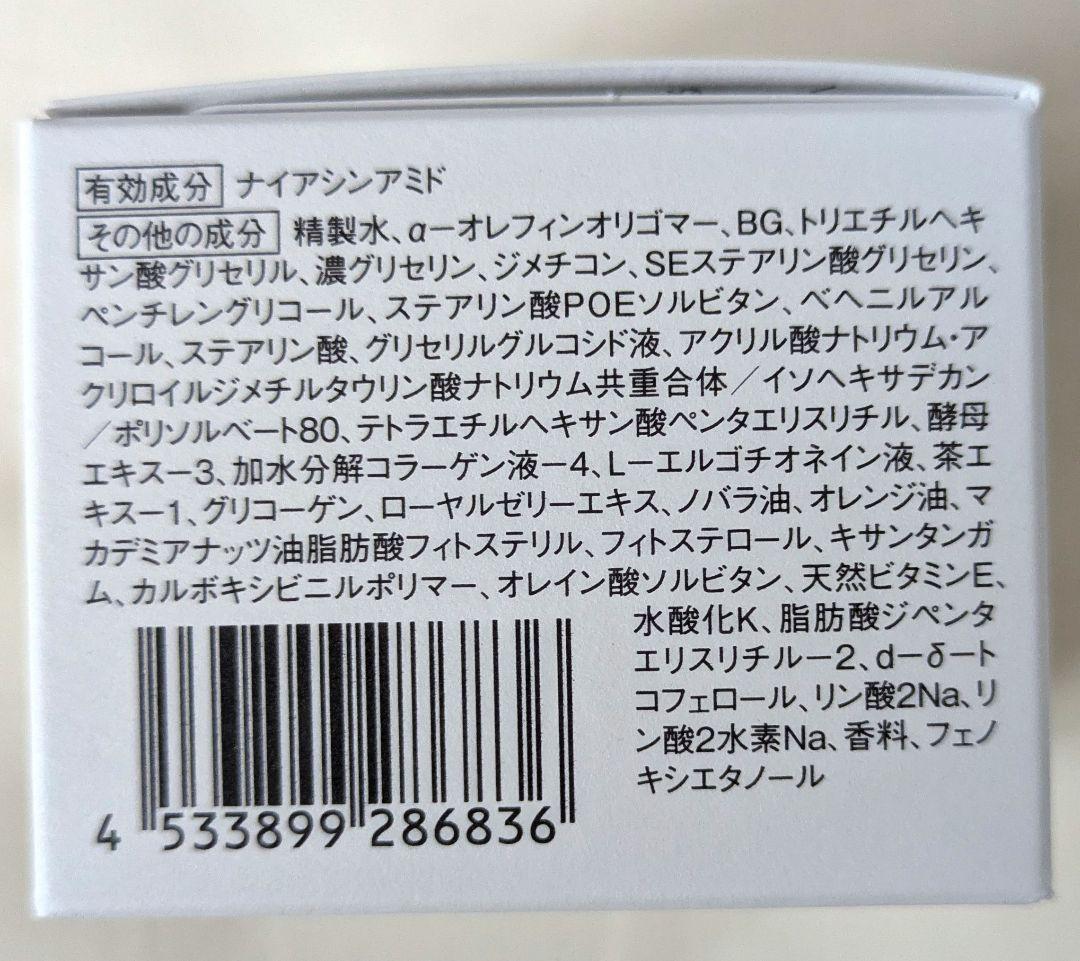 有効成分 ナイアシンアミド
その他の成分 精製水、α－オレフィンオリゴマー、BG、トリエチルヘキ
サン酸グリセリル、濃グリセリン、ジメチコン、SEステアリン酸グリセリン、
ペンチレングリコール、ステアリン酸POEソルビタン、ベヘニルアル
コール、ステアリン酸、グリセリルグルコシド液、アクリル酸ナトリウム・ア
クリロイルジメチルタウリン酸ナトリウム共重合体／イソヘキサデカン
／ポリソルベート80、テトラエチルヘキサン酸ペンタエリスリチル、酵母
エキス－3、加水分解コラーゲン液－4、L－エルゴチオネイン液、茶エ
キス－1、グリコーゲン、ローヤルゼリーエキス、ノバラ油、オレンジ油、マ
カデミアナッツ油脂肪酸フィトステリル、フィトステロール、キサンタンガ
ム、カルボキシビニルポリマー、オレイン酸ソルビタン、天然ビタミンE、
水酸化K、脂肪酸ジペンタ
エリスリチル－2、d－δ－ト
コフェロール、リン酸2Na、リ
ン酸2水素Na、香料、フェノ
キシエタノール
4 533899 286836